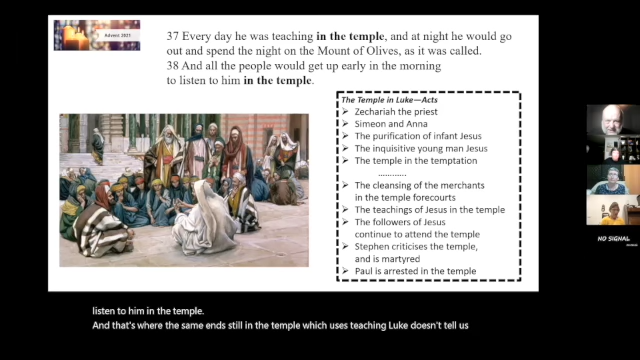 Advent 2021
37 Every day he was teaching in the temple, and at night he would go
out and spend the night on the Mount of Olives, as it was called.
38 And all the people would get up early in the morning
to listen to him in the temple.
The Temple in Luke—Acts
➢ Zechariah the priest
➢ Simeon and Anna
➢ The purification of infant Jesus
➢ The inquisitive young man Jesus
➢ The temple in the temptation
…………
➢ The cleansing of the merchants
in the temple forecourts
➢ The teachings of Jesus in the temple
➢ The followers of Jesus
continue to attend the temple
➢ Stephen criticises the temple,
and is martyred
➢ Paul is arrested in the temple
NO SIGNAL
listen to him in the temple.
And that's where the same ends still in the temple which uses teaching Luke doesn't tell us